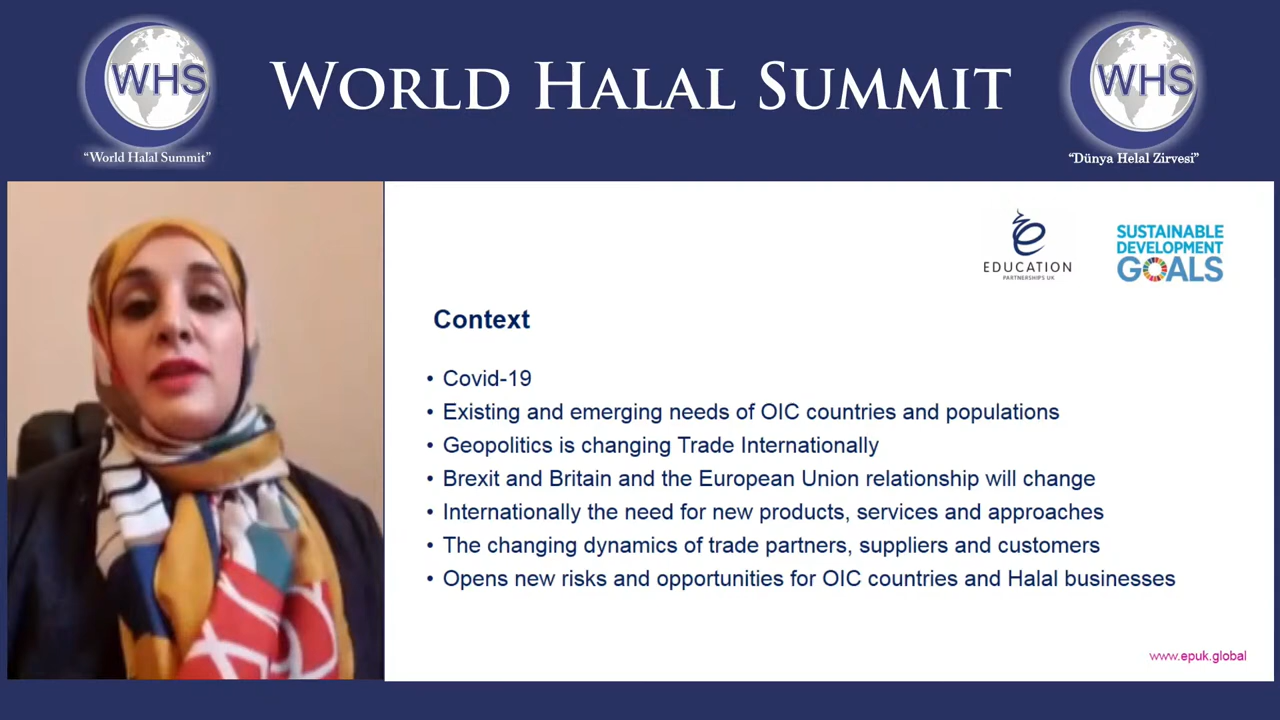 WHS
"World Halal Summit"
WORLD HALAL SUMMIT
WHS
"Dünya Helal Zirvesi"
EDUCATION
PARTNERSHIPS UK
SUSTAINABLE
DEVELOPMENT
GOALS
Context
• Covid-19
• Existing and emerging needs of OIC countries and populations
• Geopolitics is changing Trade Internationally
• Brexit and Britain and the European Union relationship will change
• Internationally the need for new products, services and approaches
• The changing dynamics of trade partners, suppliers and customers
• Opens new risks and opportunities for OIC countries and Halal businesses
www.epuk.global